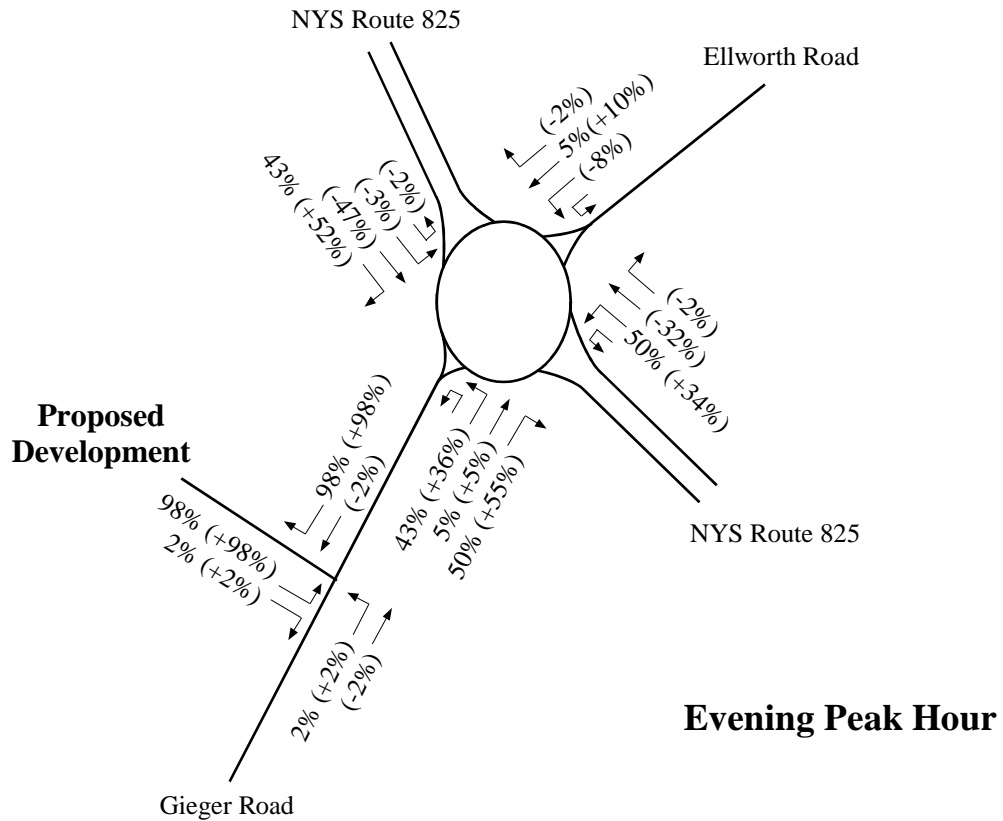 NYS Route 825
Ellworth Road
(-2%)
5%(+10%)
(-8%)
(-2%)
(-3%)
(-47%)
43% (+52%)
(-2%)
(-32%)
50% (+34%)
Proposed
Development
98% (+98%)
(-2%)
43% (+36%)
5% (+5%)
50% (+55%)
98% (+98%)
2% (+2%)
NYS Route 825
2% (+2%)
(-2%)
Evening Peak Hour
Gieger Road